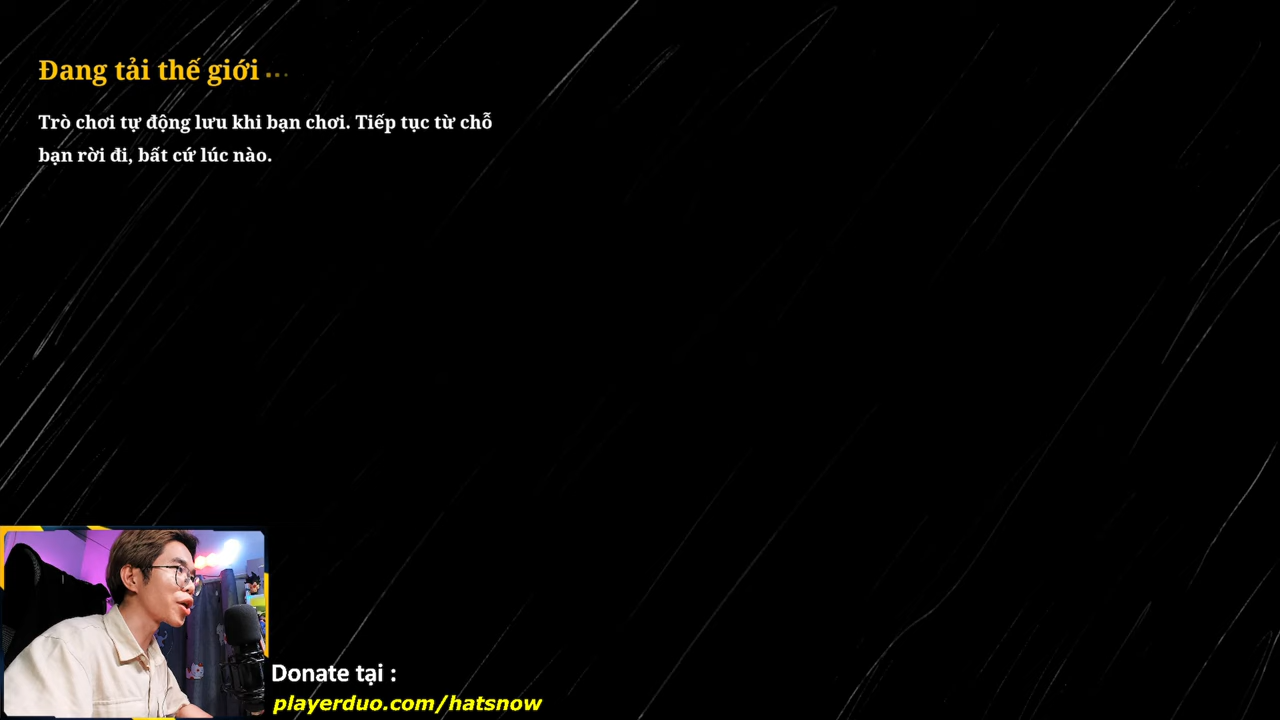 Đang tải thế giới ...
Trò chơi tự động lưu khi bạn chơi. Tiếp tục từ chỗ
bạn rời đi, bất cứ lúc nào.
Donate tại :
playerduo.com/hatsnow